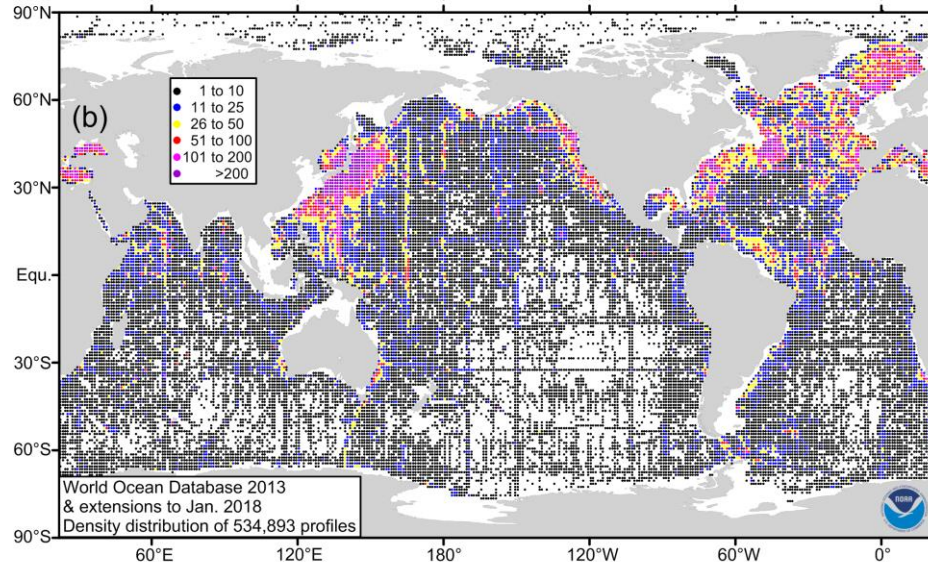 90°N
60°N
30°N
Equ.
30°S
60°S
90°S
(b)
1 to 10
11 to 25
26 to 50
51 to 100
101 to 200
>200
World Ocean Database 2013
& extensions to Jan. 2018
Density distribution of 534,893 profiles
NOAA
60°E
120°E
180°
120°W
60°W
0°